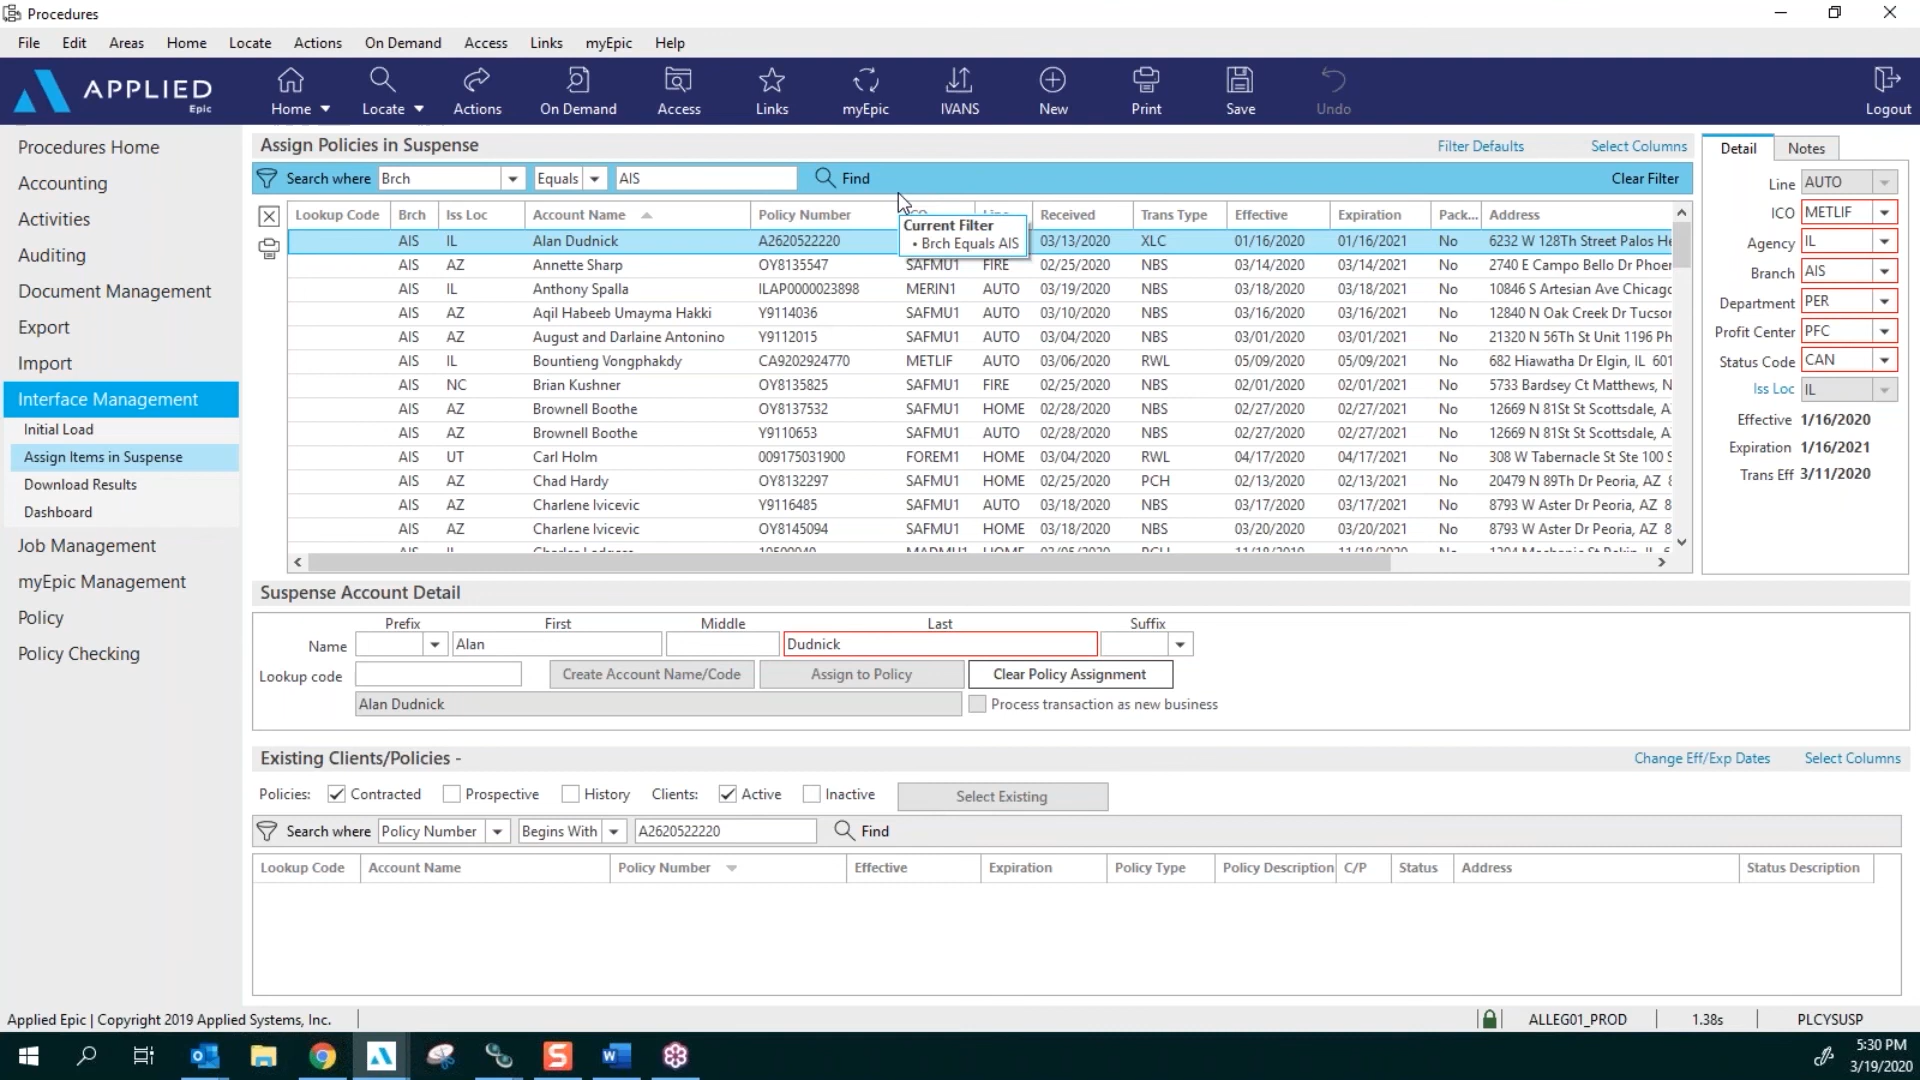 Procedures
File Edit Areas Home Locate Actions On Demand Access Links myEpic Help
APPLIED
Epic
Home Locate Actions On Demand Access Links myEpic IVANS New Print Save Undo Logout
Procedures Home
Accounting
Activities
Auditing
Document Management
Export
Import
Interface Management
Initial Load
Assign Items in Suspense
Download Results
Dashboard
Job Management
myEpic Management
Policy
Policy Checking
Assign Policies in Suspense Filter Defaults Select Columns
Search where Brch Equals AIS Find Clear Filter
Lookup Code Brch Iss Loc Account Name Policy Number Received Trans Type Effective Expiration Pack... Address
Current Filter
• Brch Equals AIS
AIS IL Alan Dudnick A2620522220 03/13/2020 XLC 01/16/2020 01/16/2021 No 6232 W 128Th Street Palos He
AIS AZ Annette Sharp OY8135547 SAFMU1 FIRE 02/25/2020 NBS 03/14/2020 03/14/2021 No 2740 E Campo Bello Dr Phoer
AIS IL Anthony Spalla ILAP0000023898 MERIN1 AUTO 03/19/2020 NBS 03/18/2020 03/18/2021 No 10846 S Artesian Ave Chicago
AIS AZ Aqil Habeeb Umayma Hakki Y9114036 SAFMU1 AUTO 03/10/2020 NBS 03/16/2020 03/16/2021 No 12840 N Oak Creek Dr Tucsor
AIS AZ August and Darlaine Antonino Y9112015 SAFMU1 AUTO 03/04/2020 NBS 03/01/2020 03/01/2021 No 21320 N 56Th St Unit 1196 Ph
AIS IL Bountieng Vongphakdy CA9202924770 METLIF AUTO 03/06/2020 RWL 05/09/2020 05/09/2021 No 682 Hiawatha Dr Elgin, IL 601
AIS NC Brian Kushner OY8135825 SAFMU1 FIRE 02/25/2020 NBS 02/01/2020 02/01/2021 No 5733 Bardsey Ct Matthews, N
AIS AZ Brownell Boothe OY8137532 SAFMU1 HOME 02/28/2020 NBS 02/27/2020 02/27/2021 No 12669 N 81St St Scottsdale, A
AIS AZ Brownell Boothe Y9110653 SAFMU1 AUTO 02/28/2020 NBS 02/27/2020 02/27/2021 No 12669 N 81St St Scottsdale, A
AIS UT Carl Holm 009175031900 FOREM1 HOME 03/04/2020 RWL 04/17/2020 04/17/2021 No 308 W Tabernacle St Ste 100 S
AIS AZ Chad Hardy OY8132297 SAFMU1 HOME 02/25/2020 PCH 02/13/2020 02/13/2021 No 20479 N 89Th Dr Peoria, AZ 8
AIS AZ Charlene Ivicevic Y9116485 SAFMU1 AUTO 03/18/2020 NBS 03/17/2020 03/17/2021 No 8793 W Aster Dr Peoria, AZ 8
AIS AZ Charlene Ivicevic OY8145094 SAFMU1 HOME 03/18/2020 NBS 03/20/2020 03/20/2021 No 8793 W Aster Dr Peoria, AZ 8
Detail Notes
Line AUTO
ICO METLIF
Agency IL
Branch AIS
Department PER
Profit Center PFC
Status Code CAN
Iss Loc IL
Effective 1/16/2020
Expiration 1/16/2021
Trans Eff 3/11/2020
Suspense Account Detail
Prefix First Middle Last Suffix
Name Alan Dudnick
Lookup code Create Account Name/Code Assign to Policy Clear Policy Assignment
Alan Dudnick Process transaction as new business
Existing Clients/Policies - Change Eff/Exp Dates Select Columns
Policies: Contracted Prospective History Clients: Active Inactive Select Existing
Search where Policy Number Begins With A2620522220 Find
Lookup Code Account Name Policy Number Effective Expiration Policy Type Policy Description C/P Status Address Status Description
Applied Epic | Copyright 2019 Applied Systems, Inc. ALLEG01_PROD 1.38s PLCYSUSP
5:30 PM
3/19/2020